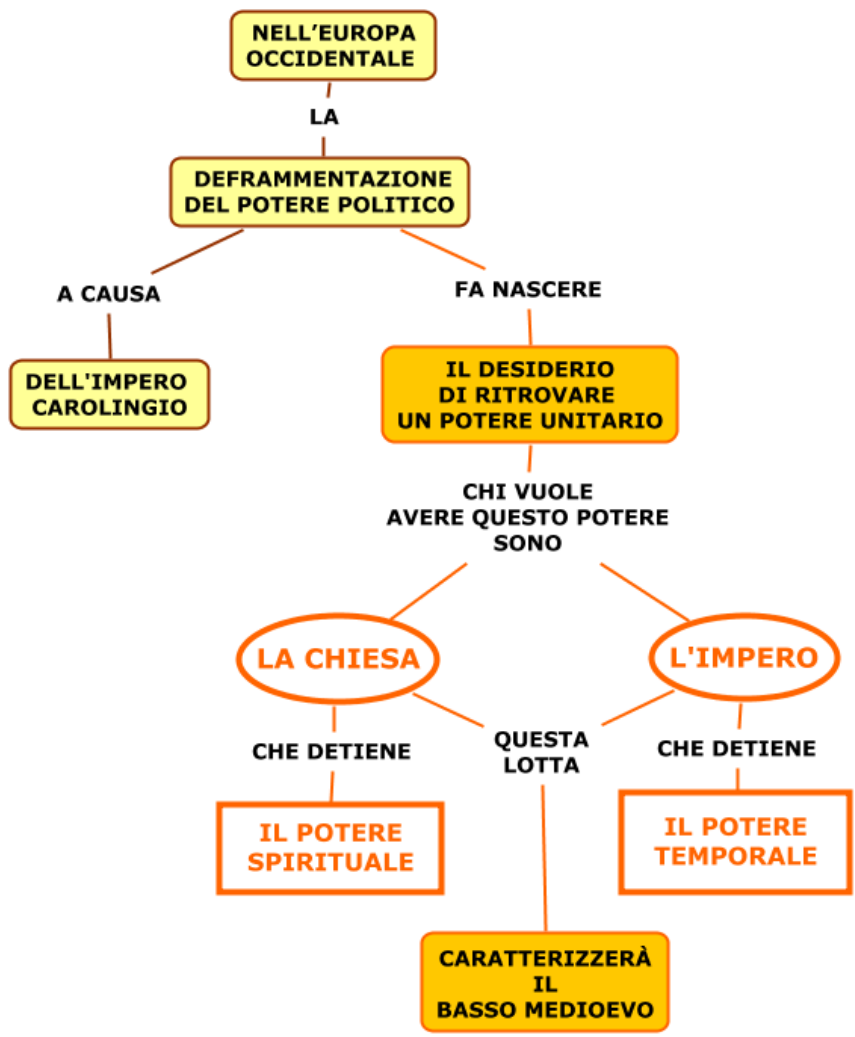 NELL’EUROPA
OCCIDENTALE
LA
DEFRAMMENTAZIONE
DEL POTERE POLITICO
A CAUSA
DELL'IMPERO
CAROLINGIO
FA NASCERE
IL DESIDERIO
DI RITROVARE
UN POTERE UNITARIO
CHI VUOLE
AVERE QUESTO POTERE
SONO
LA CHIESA
L'IMPERO
CHE DETIENE
IL POTERE
SPIRITUALE
QUESTA
LOTTA
CHE DETIENE
IL POTERE
TEMPORALE
CARATTERIZZERÀ
IL
BASSO MEDIOEVO